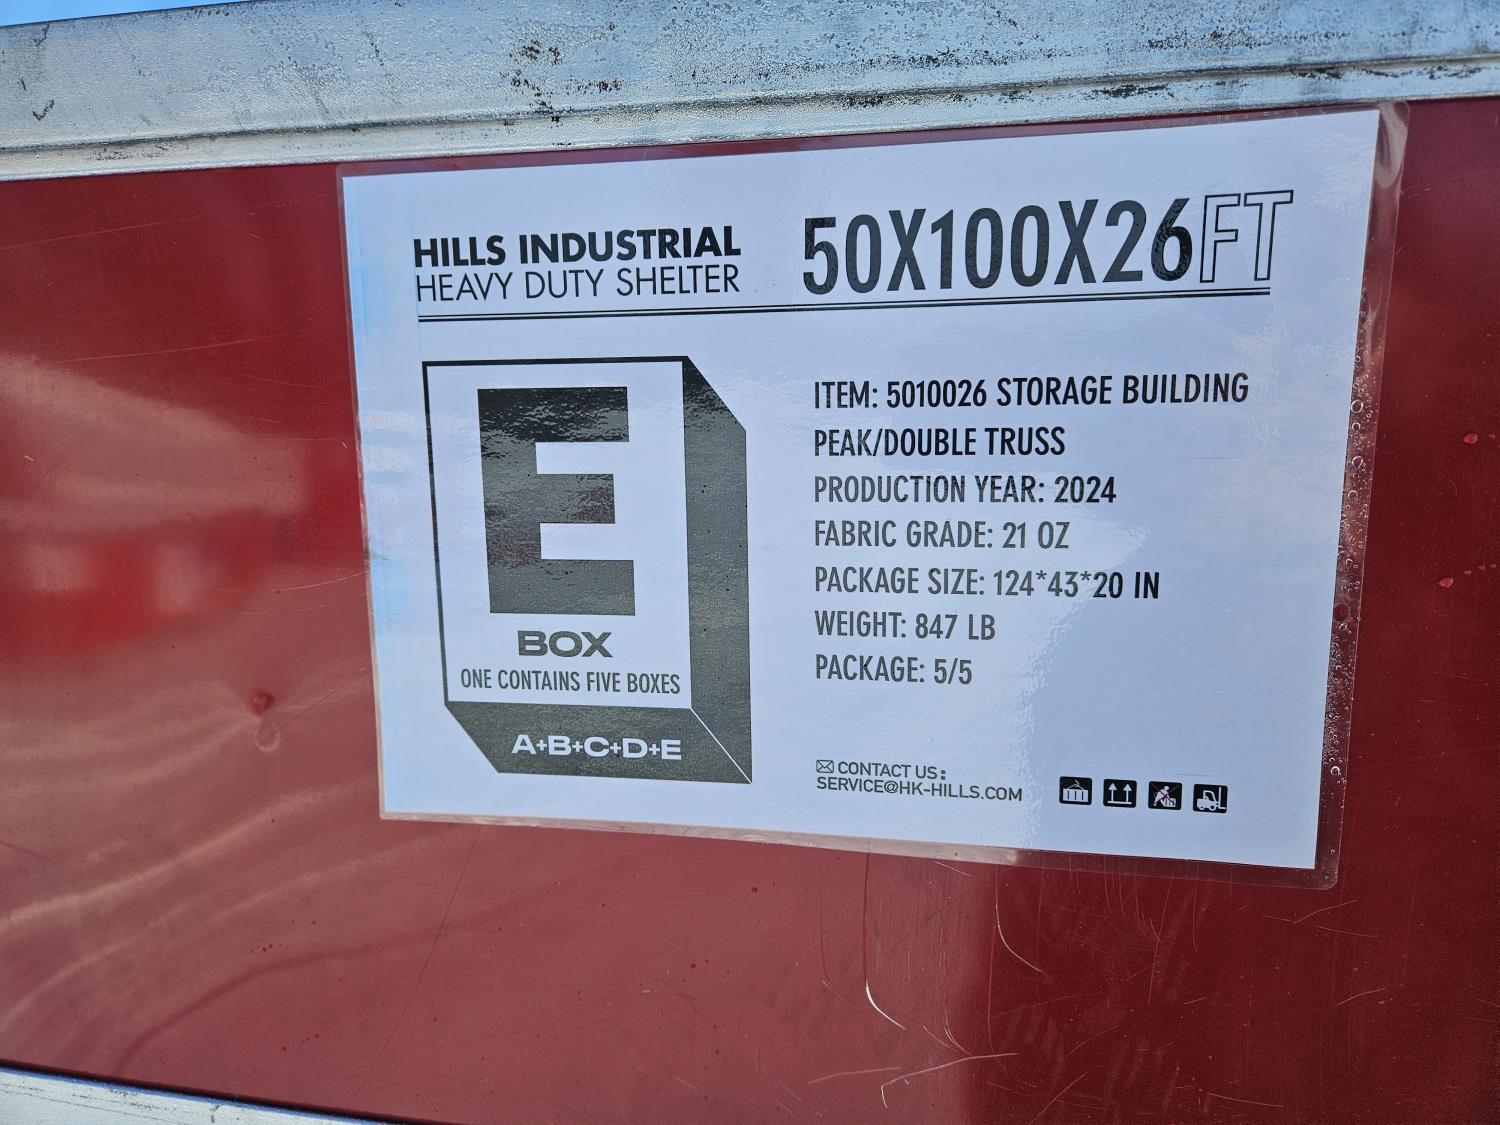 HILLS INDUSTRIAL
HEAVY DUTY SHELTER
50X100X26FT
E
BOX
ONE CONTAINS FIVE BOXES
A+B+C+D+E
ITEM: 5010026 STORAGE BUILDING
PEAK/DOUBLE TRUSS
PRODUCTION YEAR: 2024
FABRIC GRADE: 21 OZ
PACKAGE SIZE: 124*43*20 IN
WEIGHT: 847 LB
PACKAGE: 5/5
CONTACT US:
SERVICE@HK-HILLS.COM